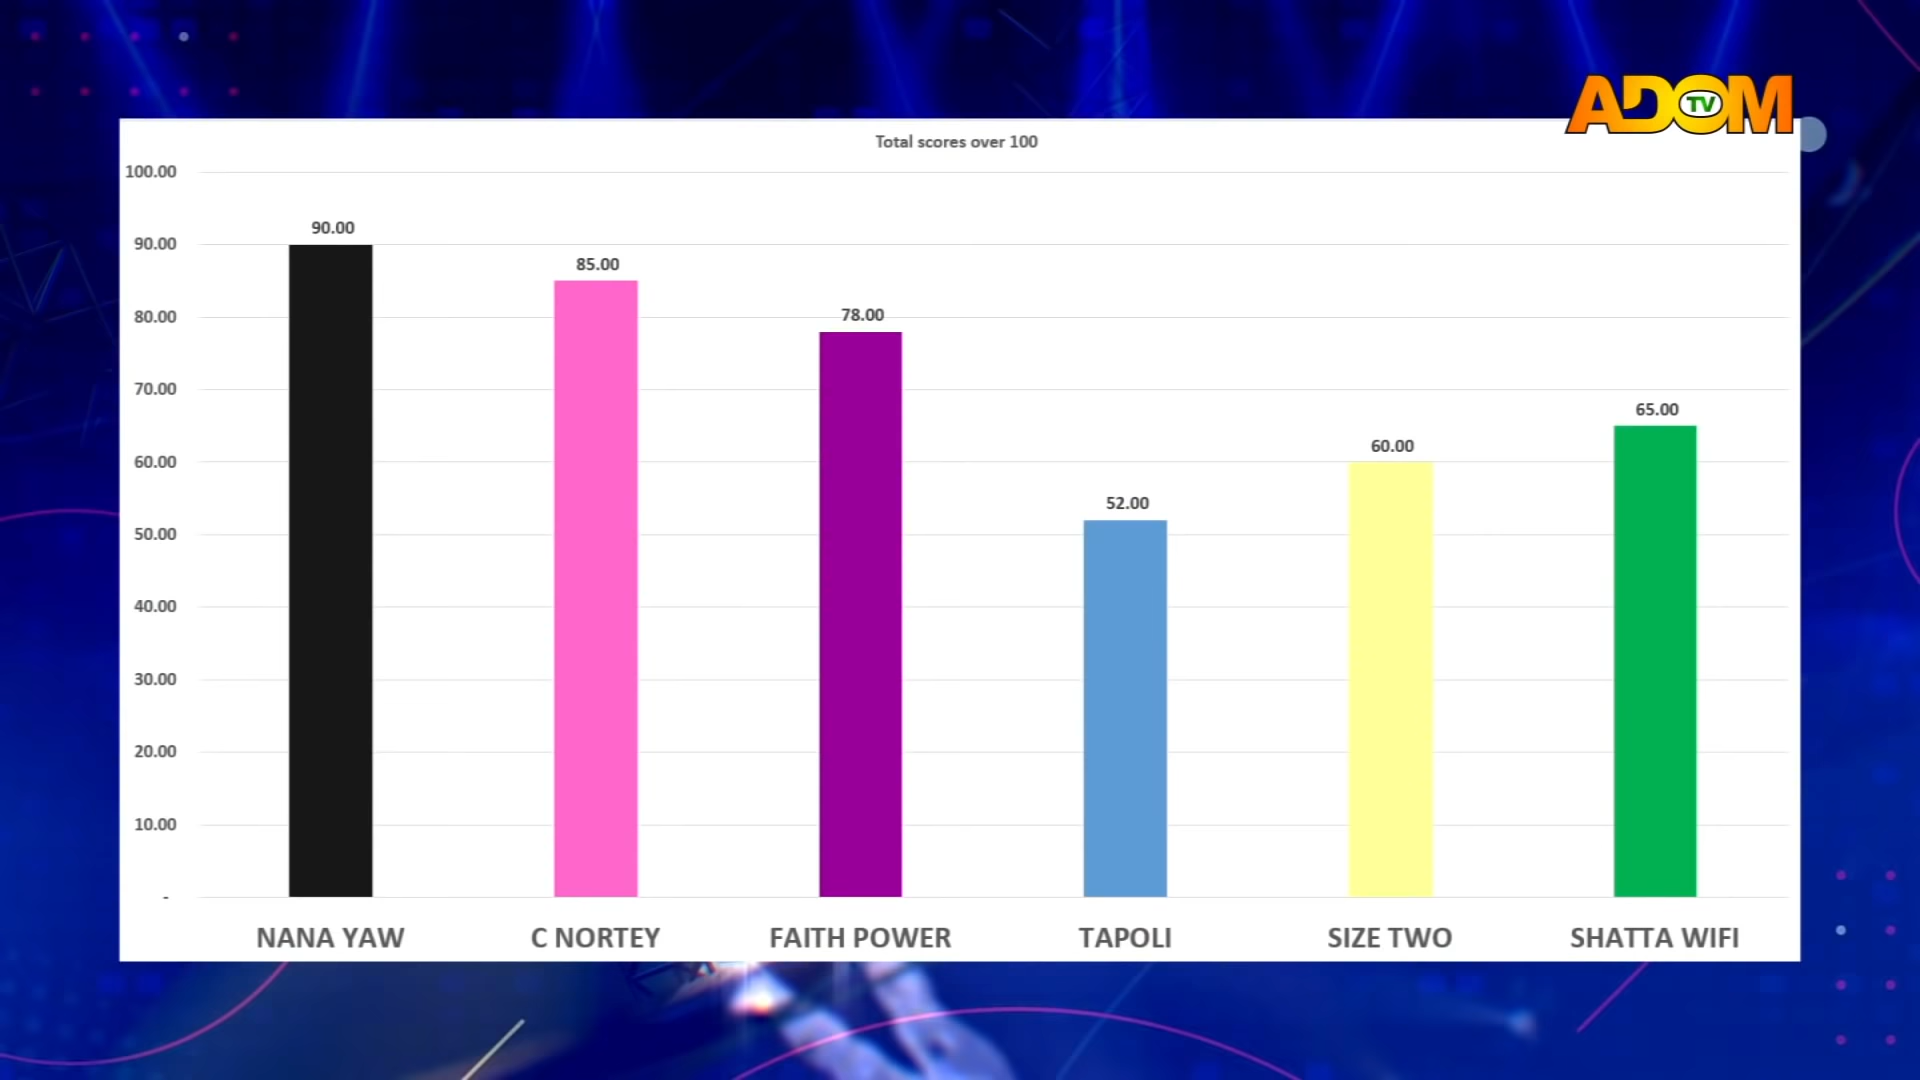 ADOM TV
Total scores over 100
100.00
90.00
80.00
70.00
60.00
50.00
40.00
30.00
20.00
10.00
-
90.00
85.00
78.00
52.00
60.00
65.00
NANA YAW
C NORTEY
FAITH POWER
TAPOLI
SIZE TWO
SHATTA WIFI